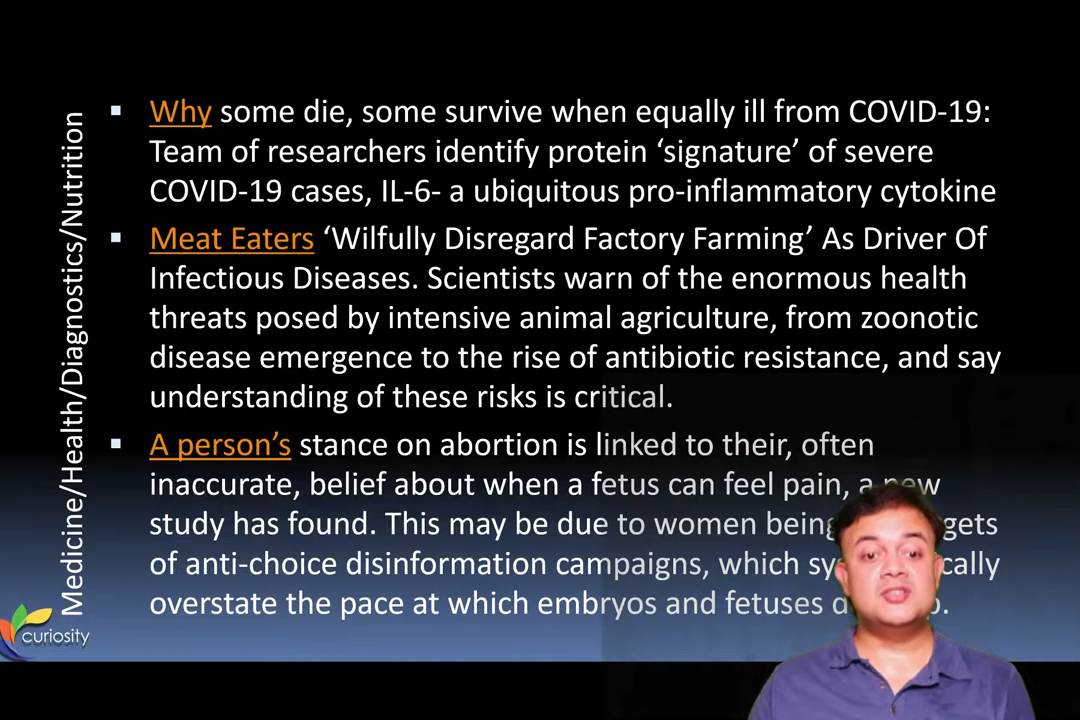 Medicine/Health/Diagnostics/Nutrition
▪ Why some die, some survive when equally ill from COVID-19:
Team of researchers identify protein ‘signature’ of severe
COVID-19 cases, IL-6- a ubiquitous pro-inflammatory cytokine
▪ Meat Eaters ‘Wilfully Disregard Factory Farming’ As Driver Of
Infectious Diseases. Scientists warn of the enormous health
threats posed by intensive animal agriculture, from zoonotic
disease emergence to the rise of antibiotic resistance, and say
understanding of these risks is critical.
▪ A person’s stance on abortion is linked to their, often
inaccurate, belief about when a fetus can feel pain, a new
study has found. This may be due to women being
of anti-choice disinformation campaigns, which
overstate the pace at which embryos and fetuses
curiosity